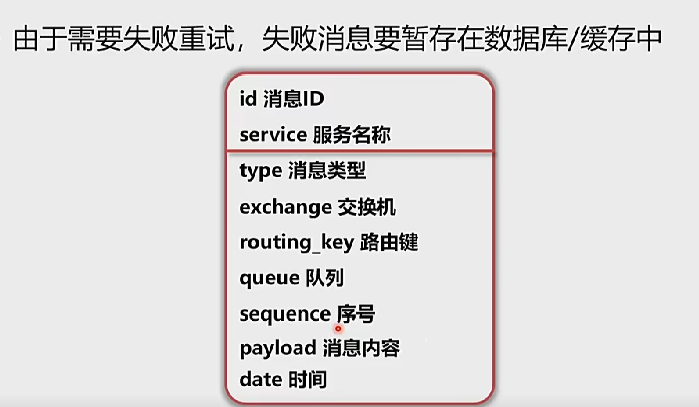 由于需要失败重试，失败消息要暂存在数据库/缓存中
id 消息ID
service 服务名称
type 消息类型
exchange 交换机
routing_key 路由键
queue 队列
sequence 序号
payload 消息内容
date 时间